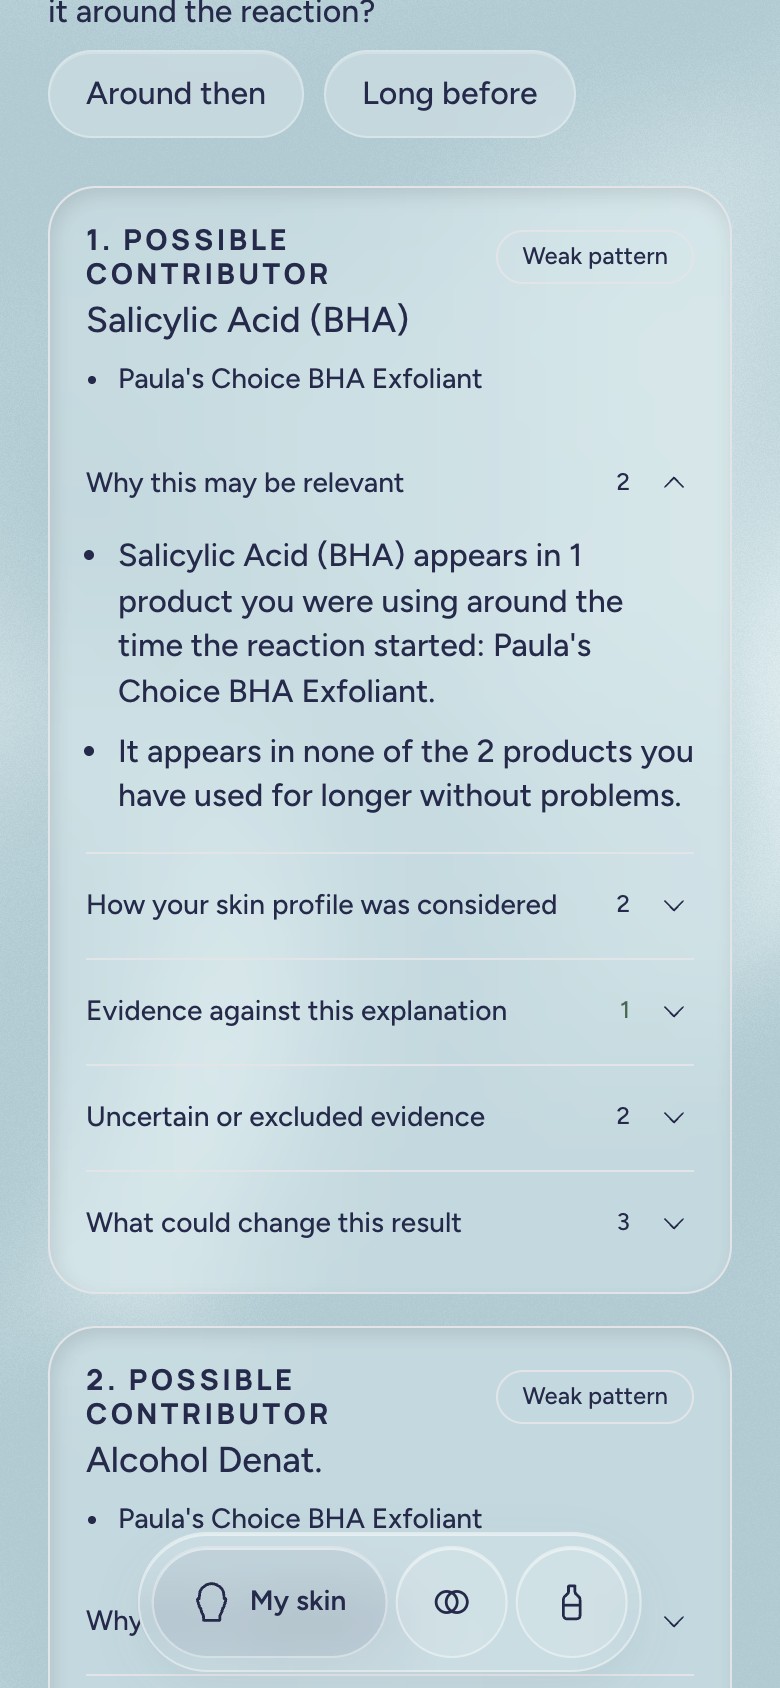 it around the reaction?
Around then
Long before
1. POSSIBLE
CONTRIBUTOR
Weak pattern
Salicylic Acid (BHA)
• Paula's Choice BHA Exfoliant
Why this may be relevant 2
• Salicylic Acid (BHA) appears in 1
product you were using around the
time the reaction started: Paula's
Choice BHA Exfoliant.
• It appears in none of the 2 products you
have used for longer without problems.
How your skin profile was considered 2
Evidence against this explanation 1
Uncertain or excluded evidence 2
What could change this result 3
2. POSSIBLE
CONTRIBUTOR
Weak pattern
Alcohol Denat.
• Paula's Choice BHA Exfoliant
Why
My skin